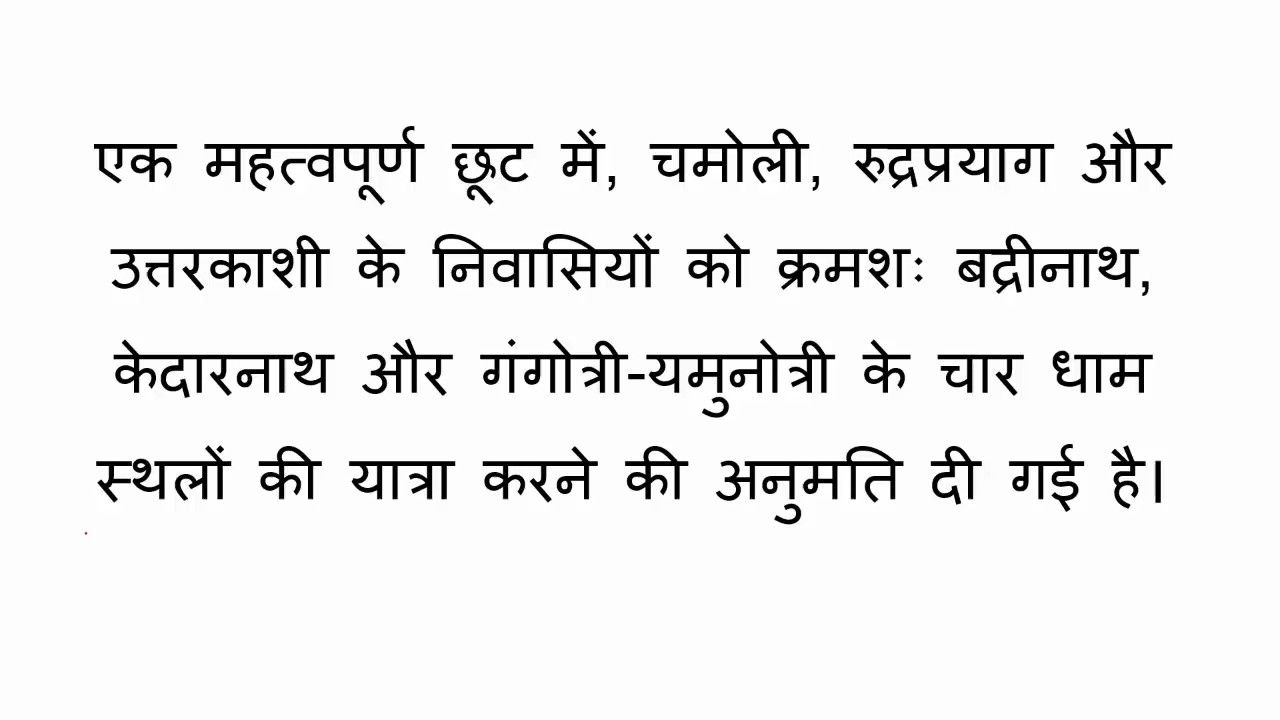 एक महत्वपूर्ण छूट में, चमोली, रुद्रप्रयाग और
उत्तरकाशी के निवासियों को क्रमशः बद्रीनाथ,
केदारनाथ और गंगोत्री-यमुनोत्री के चार धाम
स्थलों की यात्रा करने की अनुमति दी गई है।